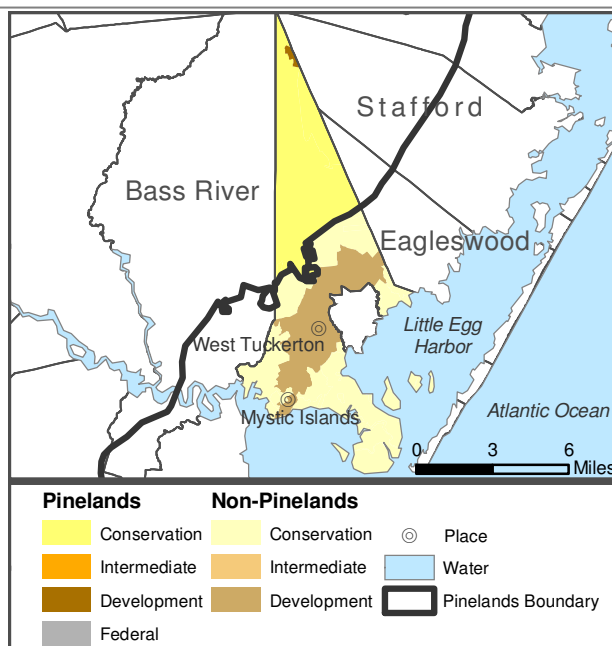 Stafford
Bass River
Eagleswood
Little Egg
Harbor
West Tuckerton
Atlantic Ocean
Mystic Islands
0 3 6
Miles
Pinelands Non-Pinelands
Conservation Conservation Place
Intermediate Intermediate Water
Development Development Pinelands Boundary
Federal